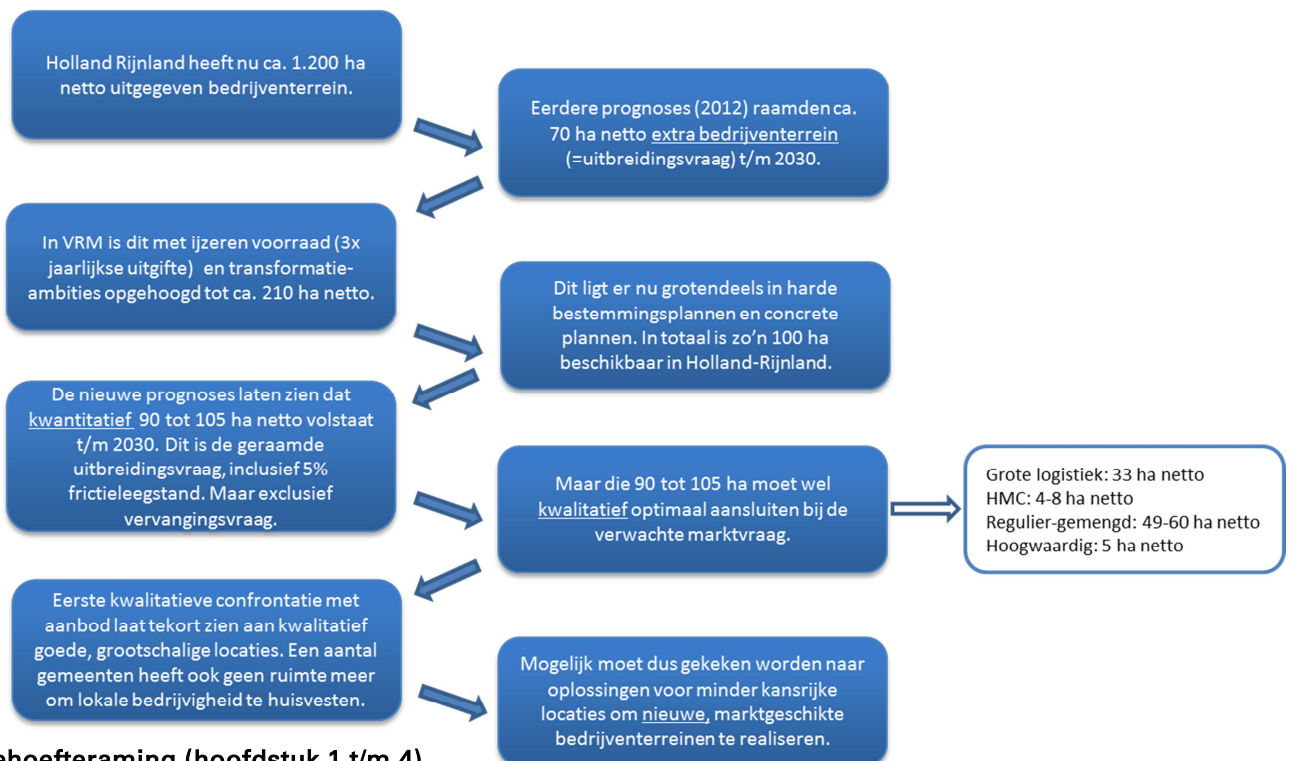 Holland Rijnland heeft nu ca. 1.200 ha
netto uitgegeven bedrijventerrein.
Eerdere prognoses (2012) raamden ca.
70 ha netto extra bedrijventerrein
(=uitbreidingsvraag) t/m 2030.
In VRM is dit met ijzeren voorraad (3x
jaarlijkse uitgifte) en transformatie-
ambities opgehoogd tot ca. 210 ha netto.
Dit ligt er nu grotendeels in harde
bestemmingsplannen en concrete
plannen. In totaal is zo'n 100 ha
beschikbaar in Holland-Rijnland.
De nieuwe prognoses laten zien dat
kwantitatief 90 tot 105 ha netto volstaat
t/m 2030. Dit is de geraamde
uitbreidingsvraag, inclusief 5%
frictieleegstand. Maar exclusief
vervangingsvraag.
Maar die 90 tot 105 ha moet wel
kwalitatief optimaal aansluiten bij de
verwachte marktvraag.
Grote logistiek: 33 ha netto
HMC: 4-8 ha netto
Regulier-gemengd: 49-60 ha netto
Hoogwaardig: 5 ha netto
Eerste kwalitatieve confrontatie met
aanbod laat tekort zien aan kwalitatief
goede, grootschalige locaties. Een aantal
gemeenten heeft ook geen ruimte meer
om lokale bedrijvigheid te huisvesten.
Mogelijk moet dus gekeken worden naar
oplossingen voor minder kansrijke
locaties om nieuwe, marktgeschikte
bedrijventerreinen te realiseren.
ehoefteraming (hoofdstuk 1 t/m 4)